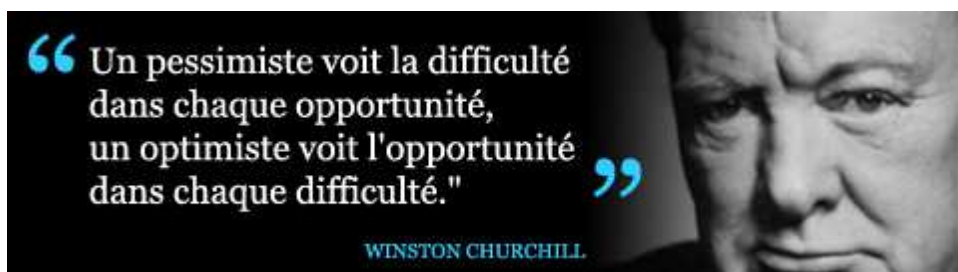 “ Un pessimiste voit la difficulté
dans chaque opportunité,
un optimiste voit l'opportunité
dans chaque difficulté." ”
WINSTON CHURCHILL